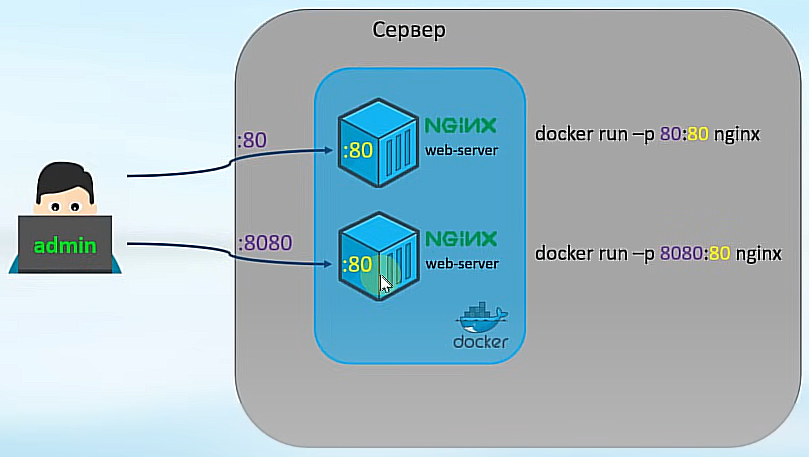 Сервер
:80
:80
NGINX
web-server
docker run –p 80:80 nginx
admin
:8080
:80
NGINX
web-server
docker run –p 8080:80 nginx
docker